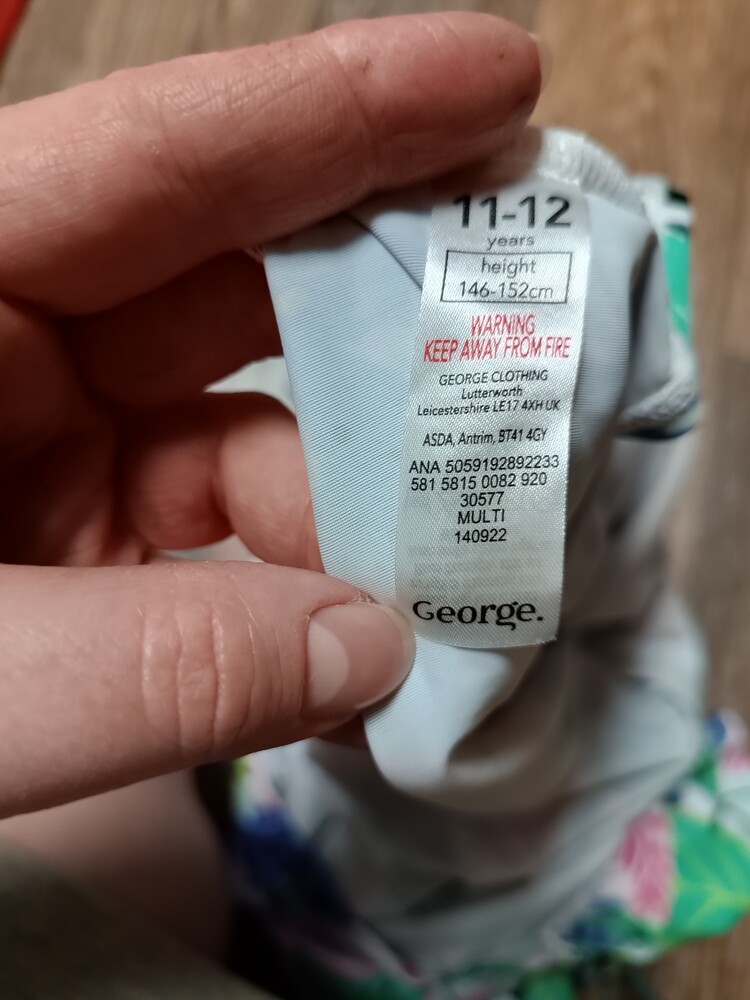 11-12
years
height
146-152cm
WARNING
KEEP AWAY FROM FIRE
GEORGE CLOTHING
Lutterworth
Leicestershire LE17 4XH UK
ASDA, Antrim, BT41 4GY
ANA 5059192892233
581 5815 0082 920
30577
MULTI
140922
George.